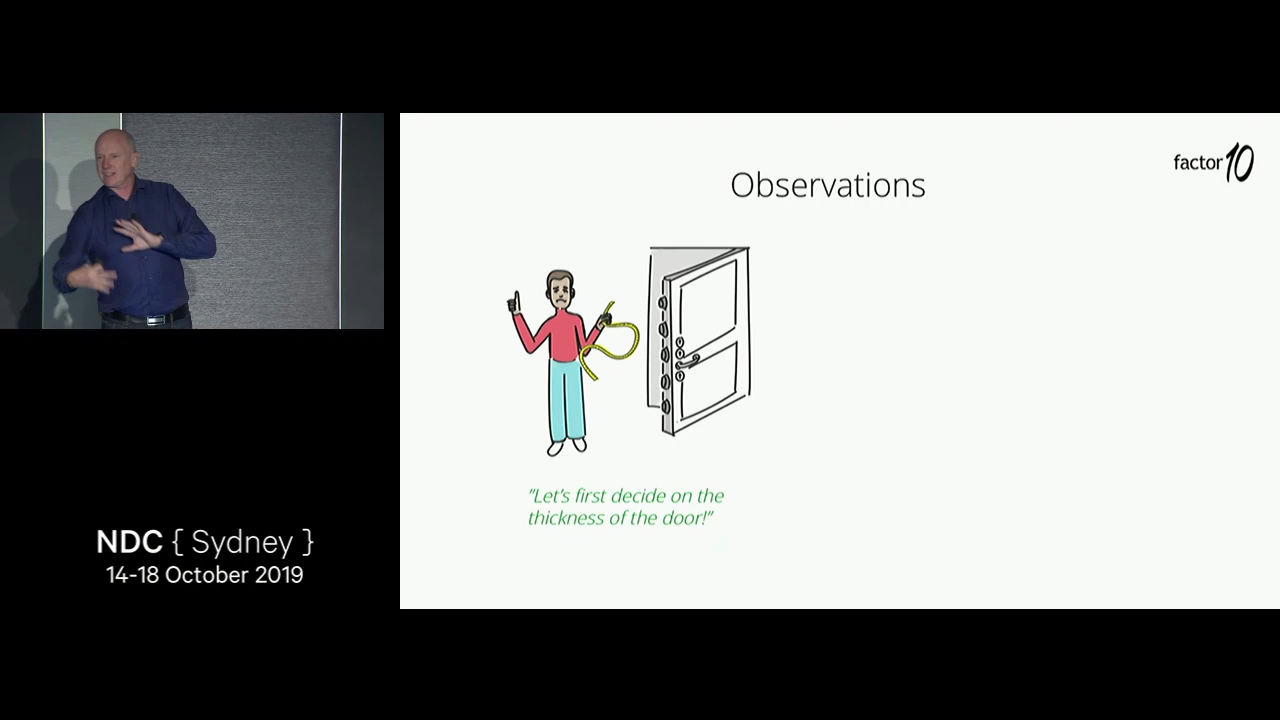 factor10
Observations
"Let's first decide on the
thickness of the door!"
NDC { Sydney }
14-18 October 2019